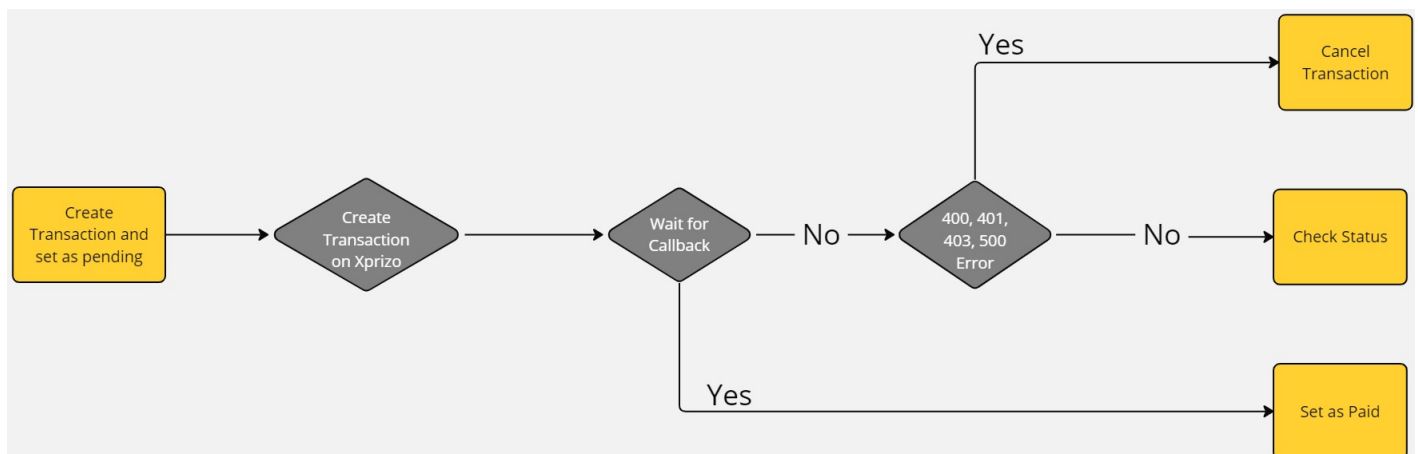 Yes
Cancel
Transaction
Create
Transaction and
set as pending
Create
Transaction
on Xprizo
Wait for
Callback
No
400, 401,
403, 500
Error
No
Check Status
Yes
Set as Paid